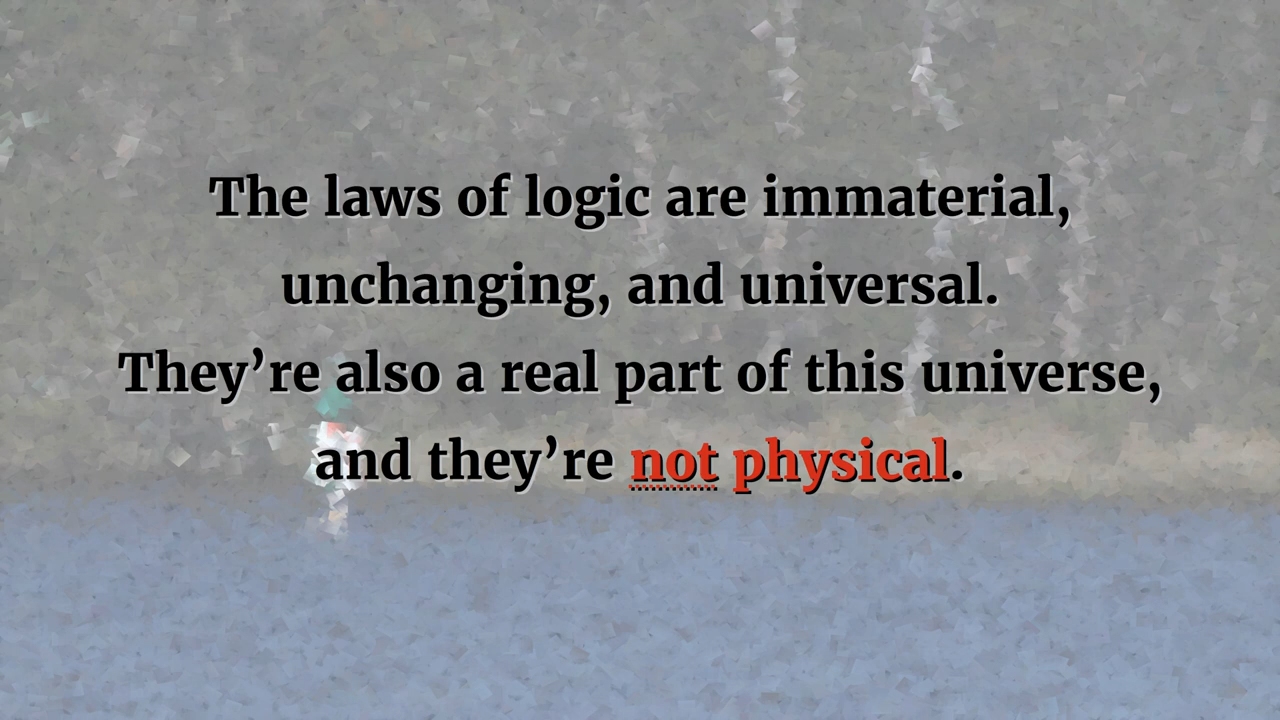 The laws of logic are immaterial,
unchanging, and universal.
They’re also a real part of this universe,
and they’re not physical.